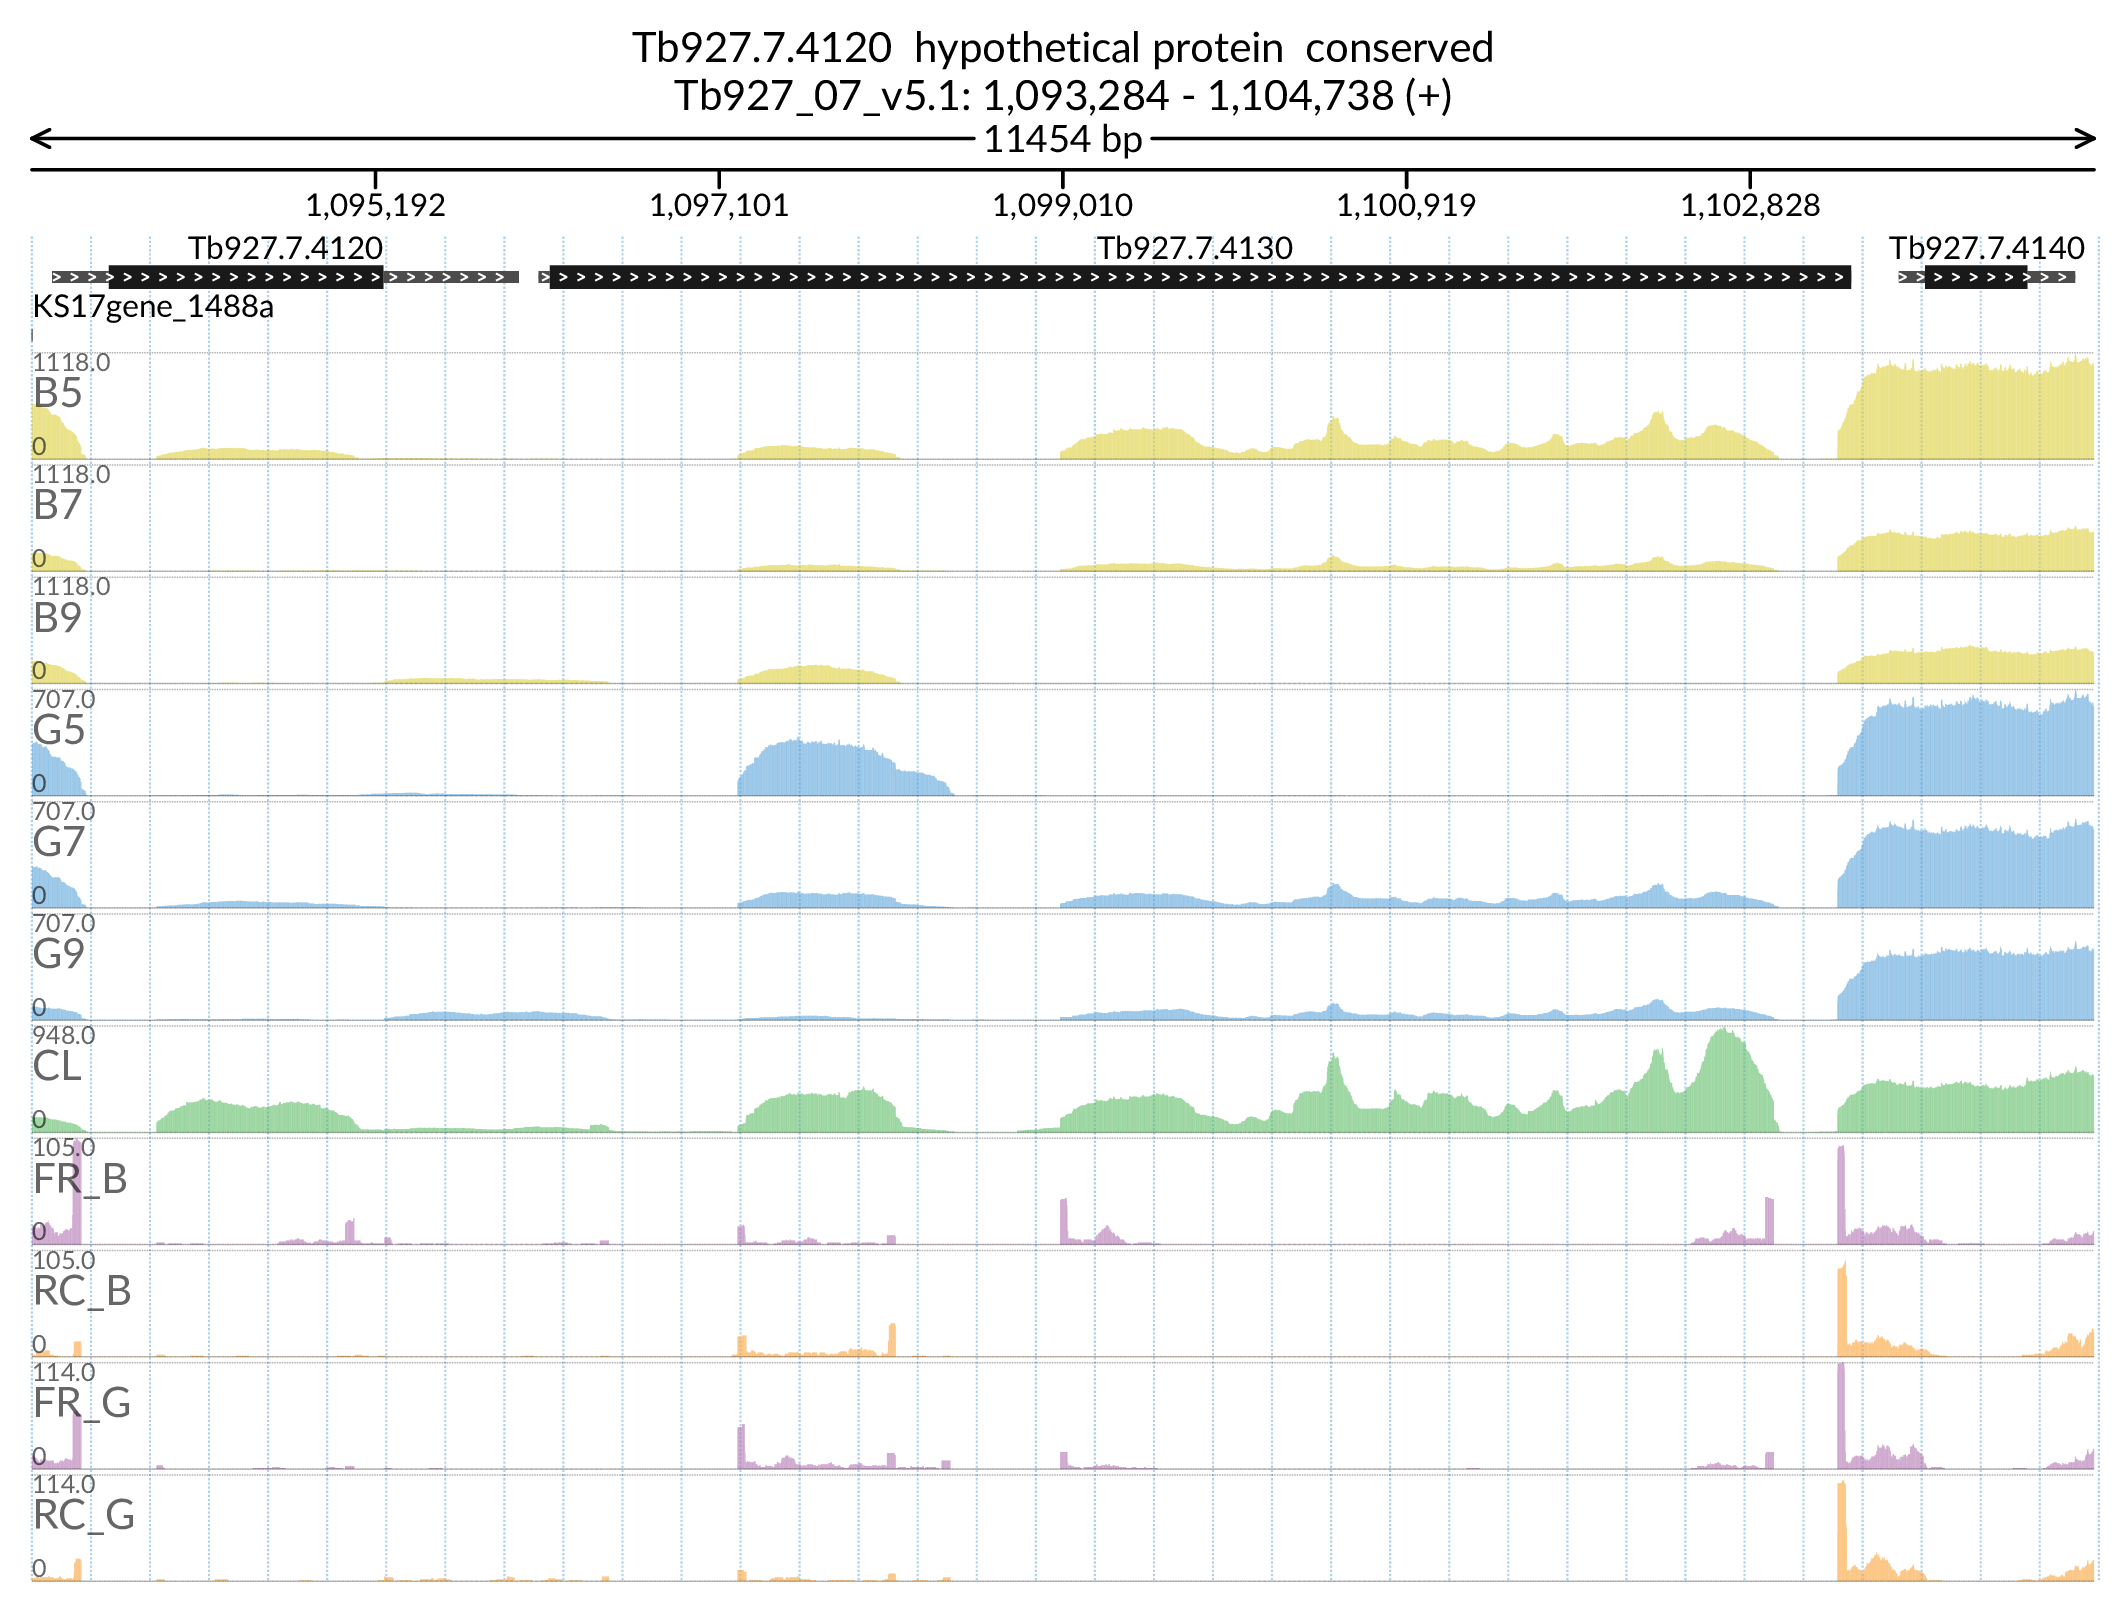 Tb927.7.4120  hypothetical protein  conserved
Tb927_07_v5.1: 1,093,284 - 1,104,738 (+)
11454 bp
1,095,192 1,097,101 1,099,010 1,100,919 1,102,828
Tb927.7.4120 Tb927.7.4130 Tb927.7.4140
KS17gene_1488a
1118.0
B5
0
1118.0
B7
0
1118.0
B9
0
707.0
G5
0
707.0
G7
0
707.0
G9
0
948.0
CL
0
105.0
FR_B
0
105.0
RC_B
0
114.0
FR_G
0
114.0
RC_G
0